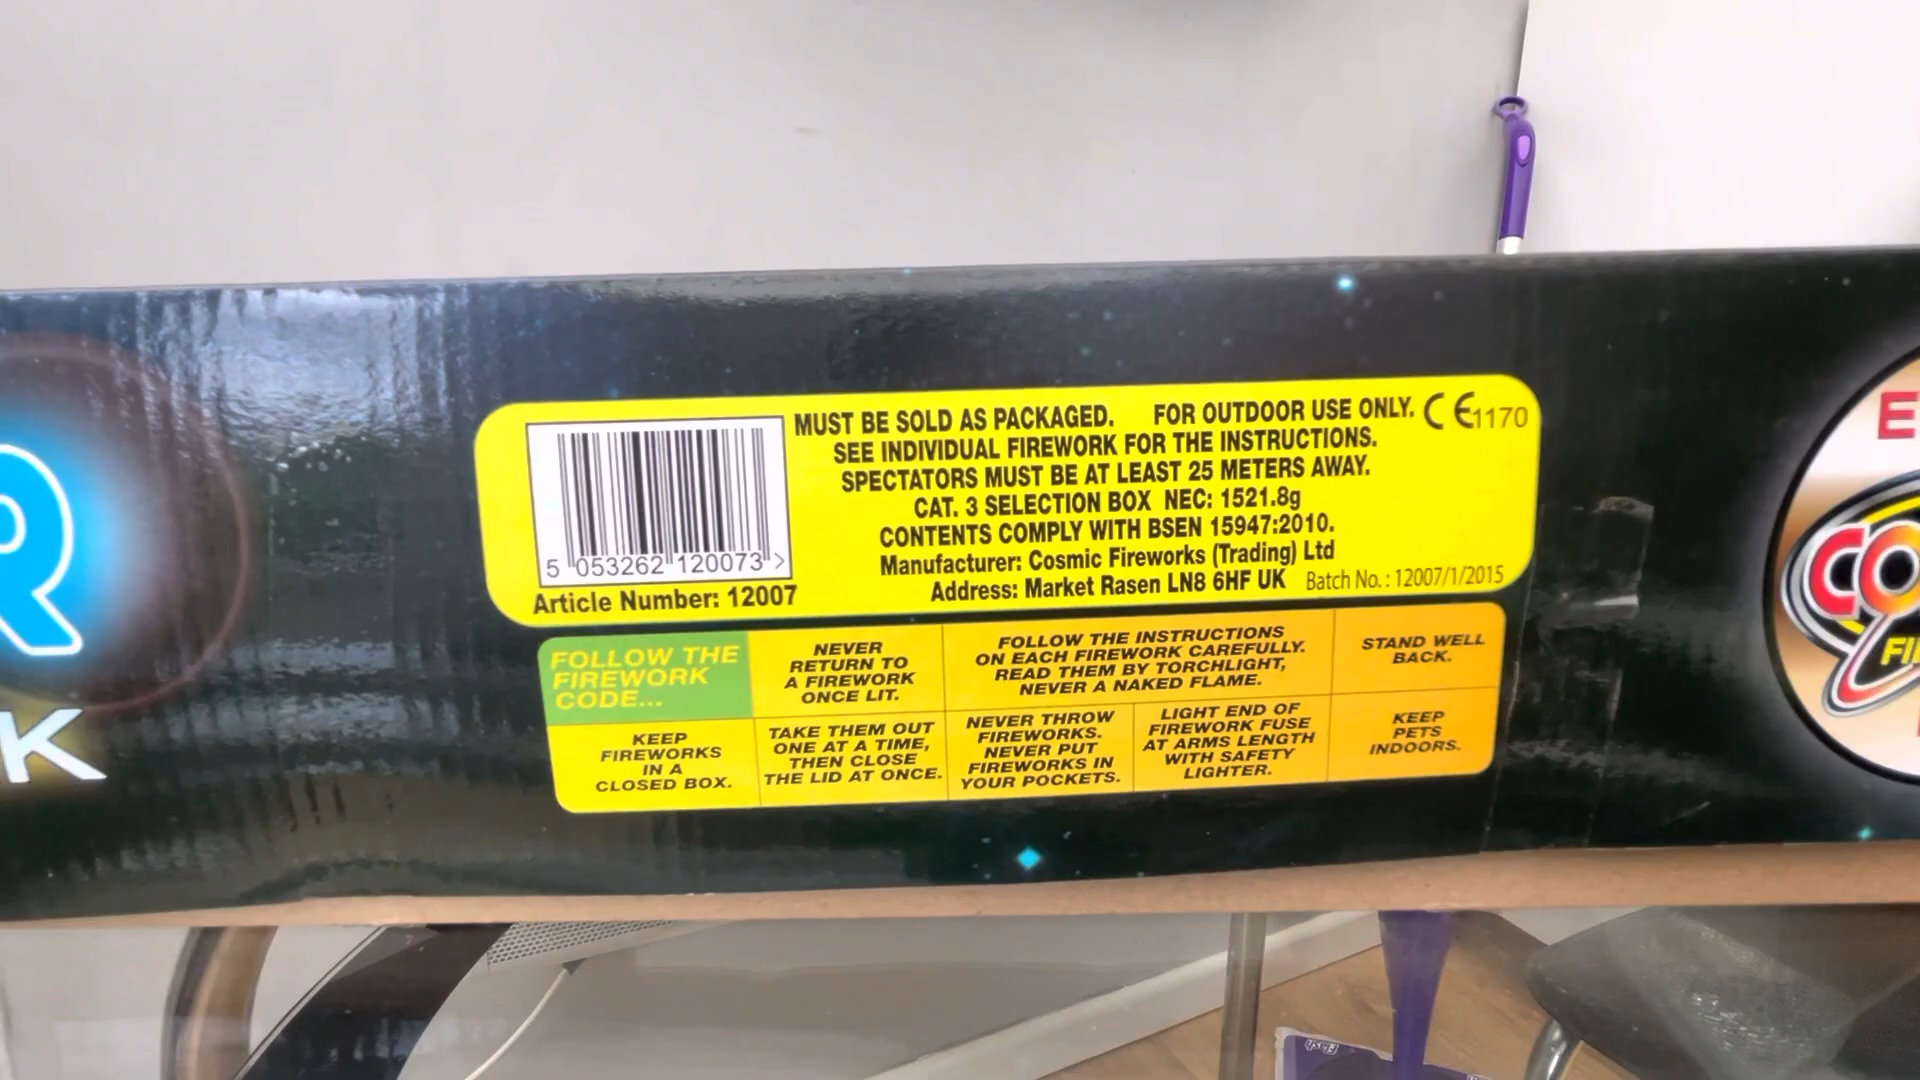 R
K
MUST BE SOLD AS PACKAGED. FOR OUTDOOR USE ONLY. CE1170
SEE INDIVIDUAL FIREWORK FOR THE INSTRUCTIONS.
SPECTATORS MUST BE AT LEAST 25 METERS AWAY.
CAT. 3 SELECTION BOX NEC: 1521.8g
CONTENTS COMPLY WITH BSEN 15947:2010.
Manufacturer: Cosmic Fireworks (Trading) Ltd
Address: Market Rasen LN8 6HF UK Batch No.: 12007/1/2015
5 053262 120073 >
Article Number: 12007
FOLLOW THE
FIREWORK
CODE...
NEVER
RETURN TO
A FIREWORK
ONCE LIT.
FOLLOW THE INSTRUCTIONS
ON EACH FIREWORK CAREFULLY.
READ THEM BY TORCHLIGHT,
NEVER A NAKED FLAME.
STAND WELL
BACK.
KEEP
FIREWORKS
IN A
CLOSED BOX.
TAKE THEM OUT
ONE AT A TIME,
THEN CLOSE
THE LID AT ONCE.
NEVER THROW
FIREWORKS.
NEVER PUT
FIREWORKS IN
YOUR POCKETS.
LIGHT END OF
FIREWORK FUSE
AT ARMS LENGTH
WITH SAFETY
LIGHTER.
KEEP
PETS
INDOORS.
E
CO
FI
Flash